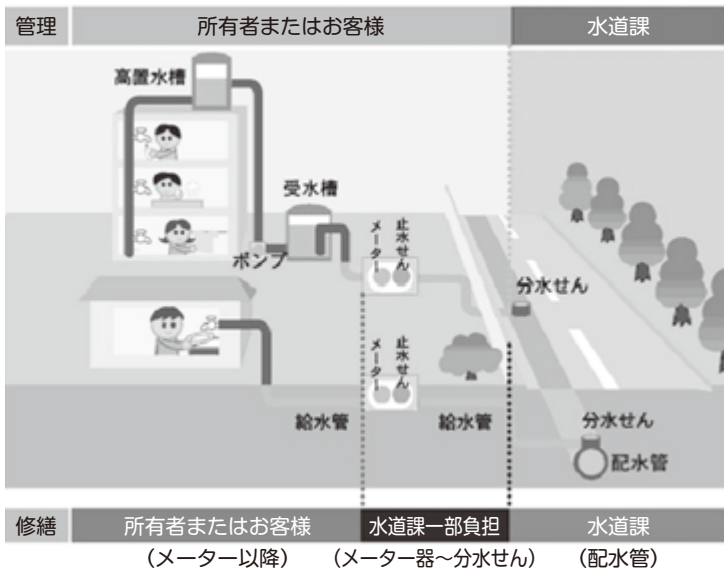 管理
所有者またはお客様
水道課
高置水槽
受水槽
ポンプ
メーター
止水せん
分水せん
メーター
止水せん
給水管
給水管
分水せん
配水管
修繕
所有者またはお客様
水道課一部負担
水道課
(メーター以降)
(メーター器~分水せん)
(配水管)